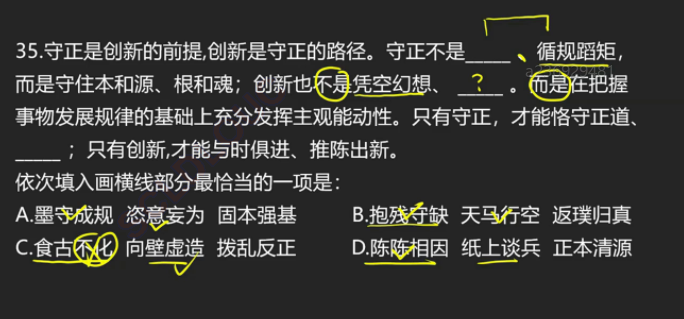 35.守正是创新的前提,创新是守正的路径。守正不是_____、循规蹈矩，
而是守住本和源、根和魂；创新也不是凭空幻想、_____。而是在把握
?
事物发展规律的基础上充分发挥主观能动性。只有守正，才能恪守正道、
_____；只有创新,才能与时俱进、推陈出新。
依次填入画横线部分最恰当的一项是：
A.墨守成规 恣意妄为 固本强基 B.抱残守缺 天马行空 返璞归真
C.食古不化 向壁虚造 拨乱反正 D.陈陈相因 纸上谈兵 正本清源